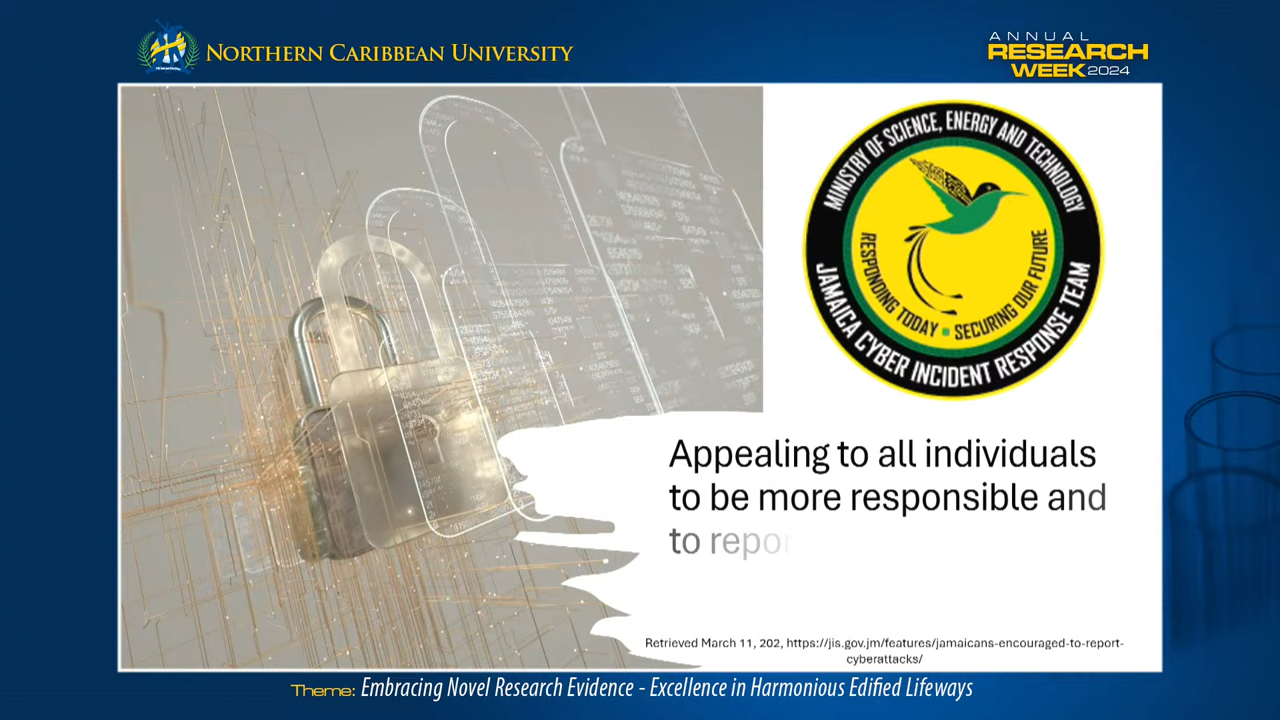 NORTHERN CARIBBEAN UNIVERSITY
ANNUAL
RESEARCH
WEEK 2024
MINISTRY OF SCIENCE, ENERGY AND TECHNOLOGY
RESPONDING TODAY ▪ SECURING OUR FUTURE
JAMAICA CYBER INCIDENT RESPONSE TEAM
Appealing to all individuals
to be more responsible and
to repor
Retrieved March 11, 202, https://jis.gov.jm/features/jamaicans-encouraged-to-report-
cyberattacks/
Theme: Embracing Novel Research Evidence - Excellence in Harmonious Edified Lifeways